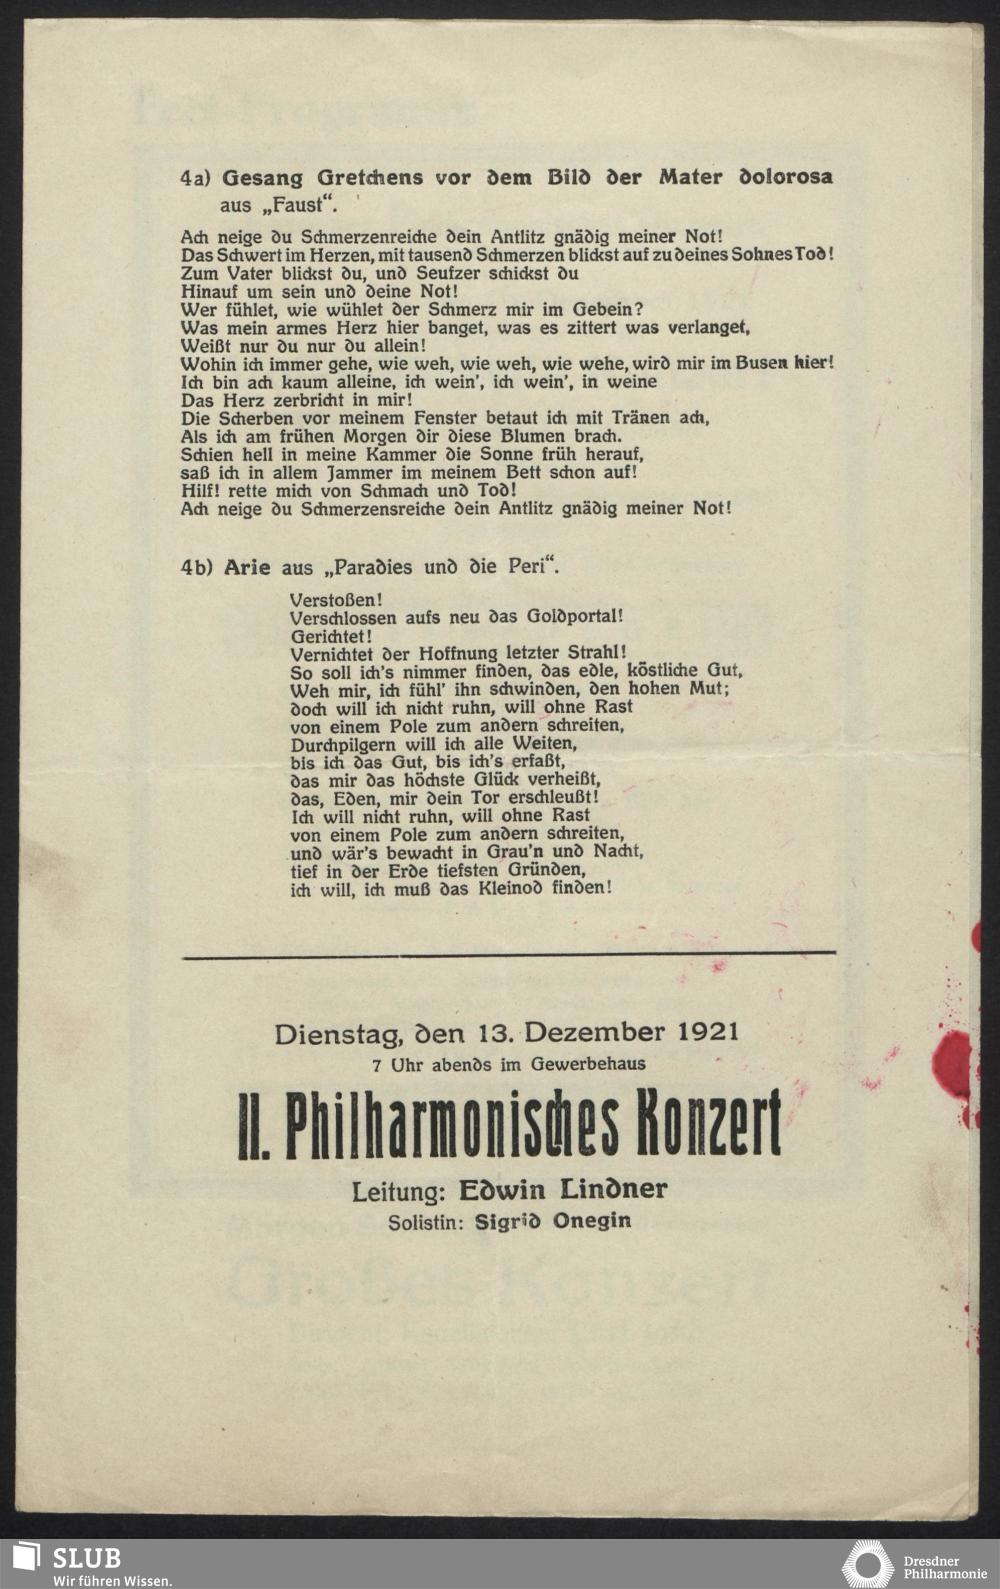 4a) Gesang Gretchens vor dem Bild der Mater dolorosa
aus „Faust“.
Ach neige du Schmerzenreiche dein Antlitz gnädig meiner Not!
Das Schwert im Herzen, mit tausend Schmerzen blickst auf zu deines Sohnes Tod!
Zum Vater blickst du, und Seufzer schickst du
Hinauf um sein und deine Not!
Wer fühlet, wie wühlet der Schmerz mir im Gebein?
Was mein armes Herz hier banget, was es zittert was verlanget,
Weißt nur du nur du allein!
Wohin ich immer gehe, wie weh, wie weh, wie wehe, wird mir im Busen hier!
Ich bin ach kaum alleine, ich wein’, ich wein’, in weine
Das Herz zerbricht in mir!
Die Scherben vor meinem Fenster betaut ich mit Tränen ach,
Als ich am frühen Morgen dir diese Blumen brach.
Schien hell in meine Kammer die Sonne früh herauf,
saß ich in allem Jammer im meinem Bett schon auf!
Hilf! rette mich von Schmach und Tod!
Ach neige du Schmerzensreiche dein Antlitz gnädig meiner Not!
4b) Arie aus „Paradies und die Peri“.
Verstoßen!
Verschlossen aufs neu das Goldportal!
Gerichtet!
Vernichtet der Hoffnung letzter Strahl!
So soll ich’s nimmer finden, das edle, köstliche Gut,
Weh mir, ich fühl’ ihn schwinden, den hohen Mut;
doch will ich nicht ruhn, will ohne Rast
von einem Pole zum andern schreiten,
Durchpilgern will ich alle Weiten,
bis ich das Gut, bis ich’s erfaßt,
das mir das höchste Glück verheißt,
das, Eden, mir dein Tor erschleußt!
Ich will nicht ruhn, will ohne Rast
von einem Pole zum andern schreiten,
und wär’s bewacht in Grau’n und Nacht,
tief in der Erde tiefsten Gründen,
ich will, ich muß das Kleinod finden!
Dienstag, den 13. Dezember 1921
7 Uhr abends im Gewerbehaus
II. Philharmonisches Konzert
Leitung: Edwin Lindner
Solistin: Sigrid Onegin
SLUB
Wir führen Wissen.
Dresdner
Philharmonie